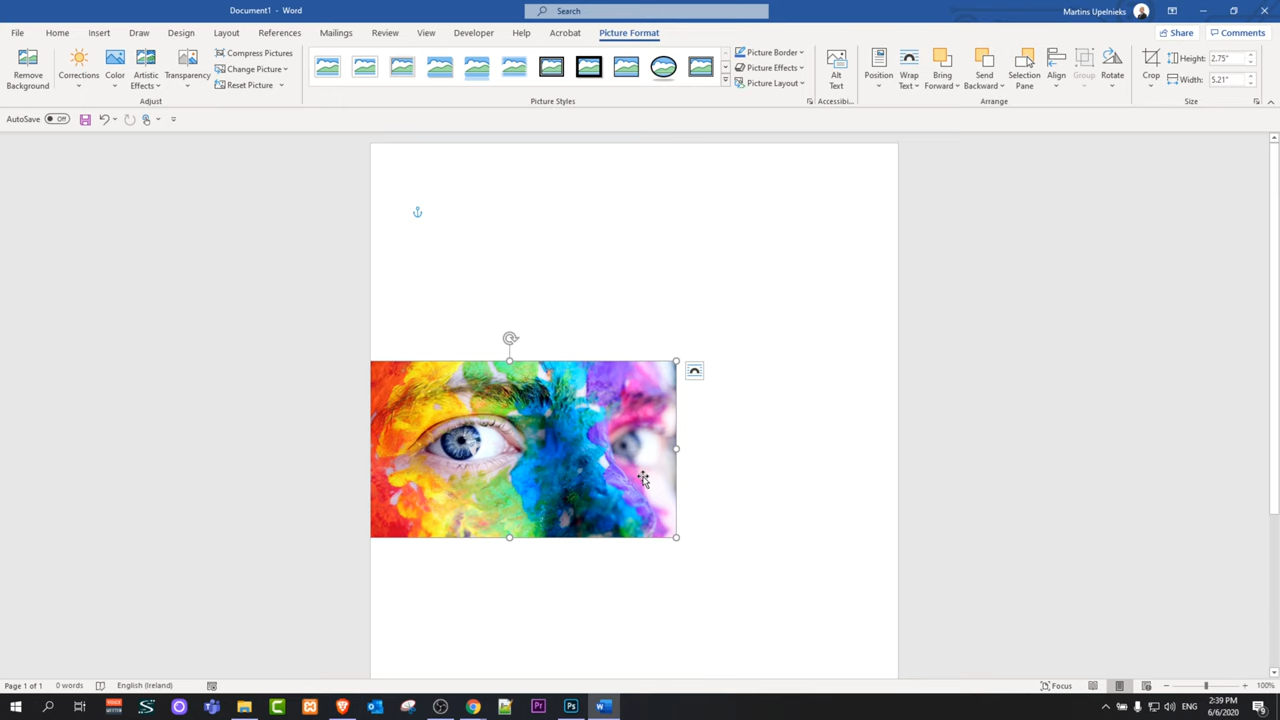 Document1 - Word
Search
Martins Upelnieks
File Home Insert Draw Design Layout References Mailings Review View Developer Help Acrobat Picture Format
Share Comments
Remove Background
Corrections
Color
Artistic Effects
Transparency
Compress Pictures
Change Picture
Reset Picture
Picture Border
Picture Effects
Picture Layout
Alt Text
Position
Wrap Text
Bring Forward
Send Backward
Selection Pane
Align
Group
Rotate
Crop
Height: 2.75"
Width: 5.21"
Adjust
Picture Styles
Accessibi...
Arrange
Size
AutoSave Off
Page 1 of 1 0 words English (Ireland)
Focus
100%
Pr
Ps
ENG
2:39 PM
6/6/2020